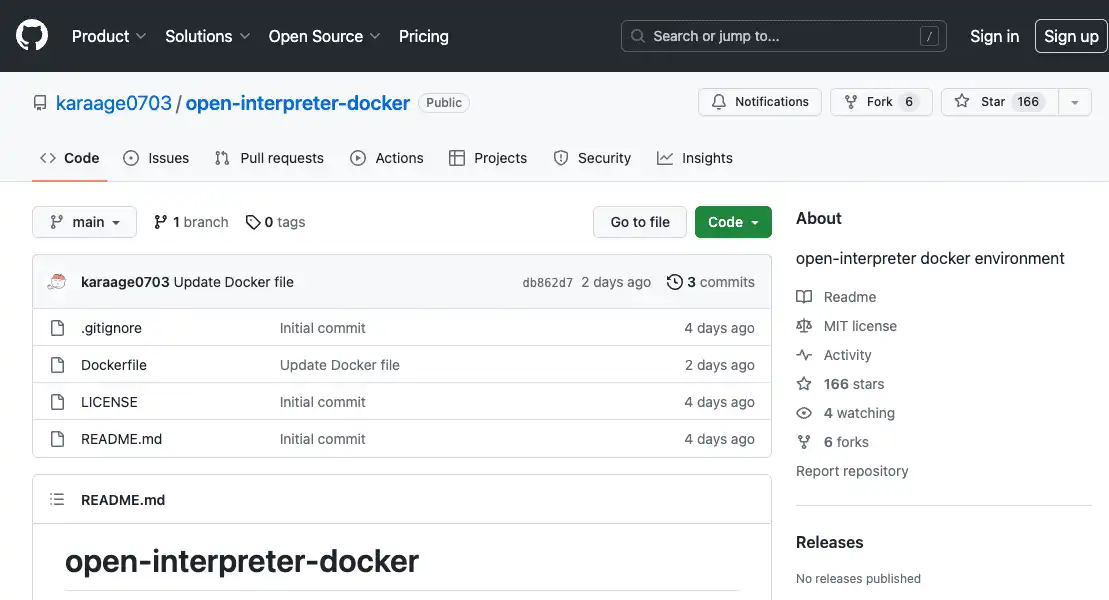 Product Solutions Open Source Pricing Search or jump to... / Sign in Sign up
karaage0703 / open-interpreter-docker Public Notifications Fork 6 Star 166
Code Issues Pull requests Actions Projects Security Insights
main 1 branch 0 tags Go to file Code
karaage0703 Update Docker file db862d7 2 days ago 3 commits
.gitignore Initial commit 4 days ago
Dockerfile Update Docker file 2 days ago
LICENSE Initial commit 4 days ago
README.md Initial commit 4 days ago
README.md
open-interpreter-docker
About
open-interpreter docker environment
Readme
MIT license
Activity
166 stars
4 watching
6 forks
Report repository
Releases
No releases published